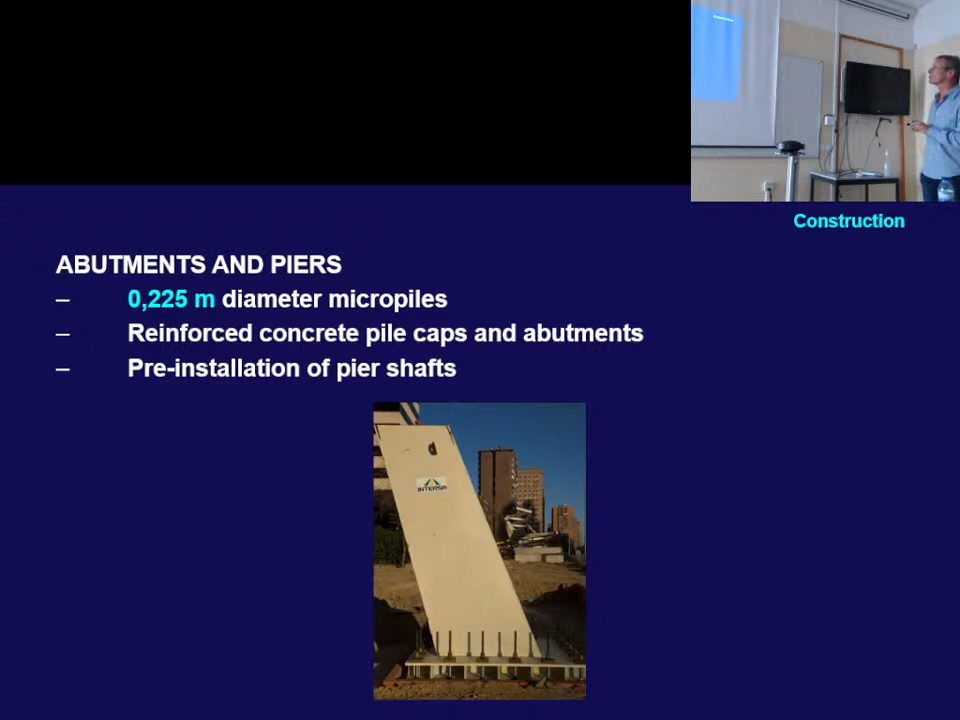 Construction
ABUTMENTS AND PIERS
– 0,225 m diameter micropiles
– Reinforced concrete pile caps and abutments
– Pre-installation of pier shafts
INTERSA